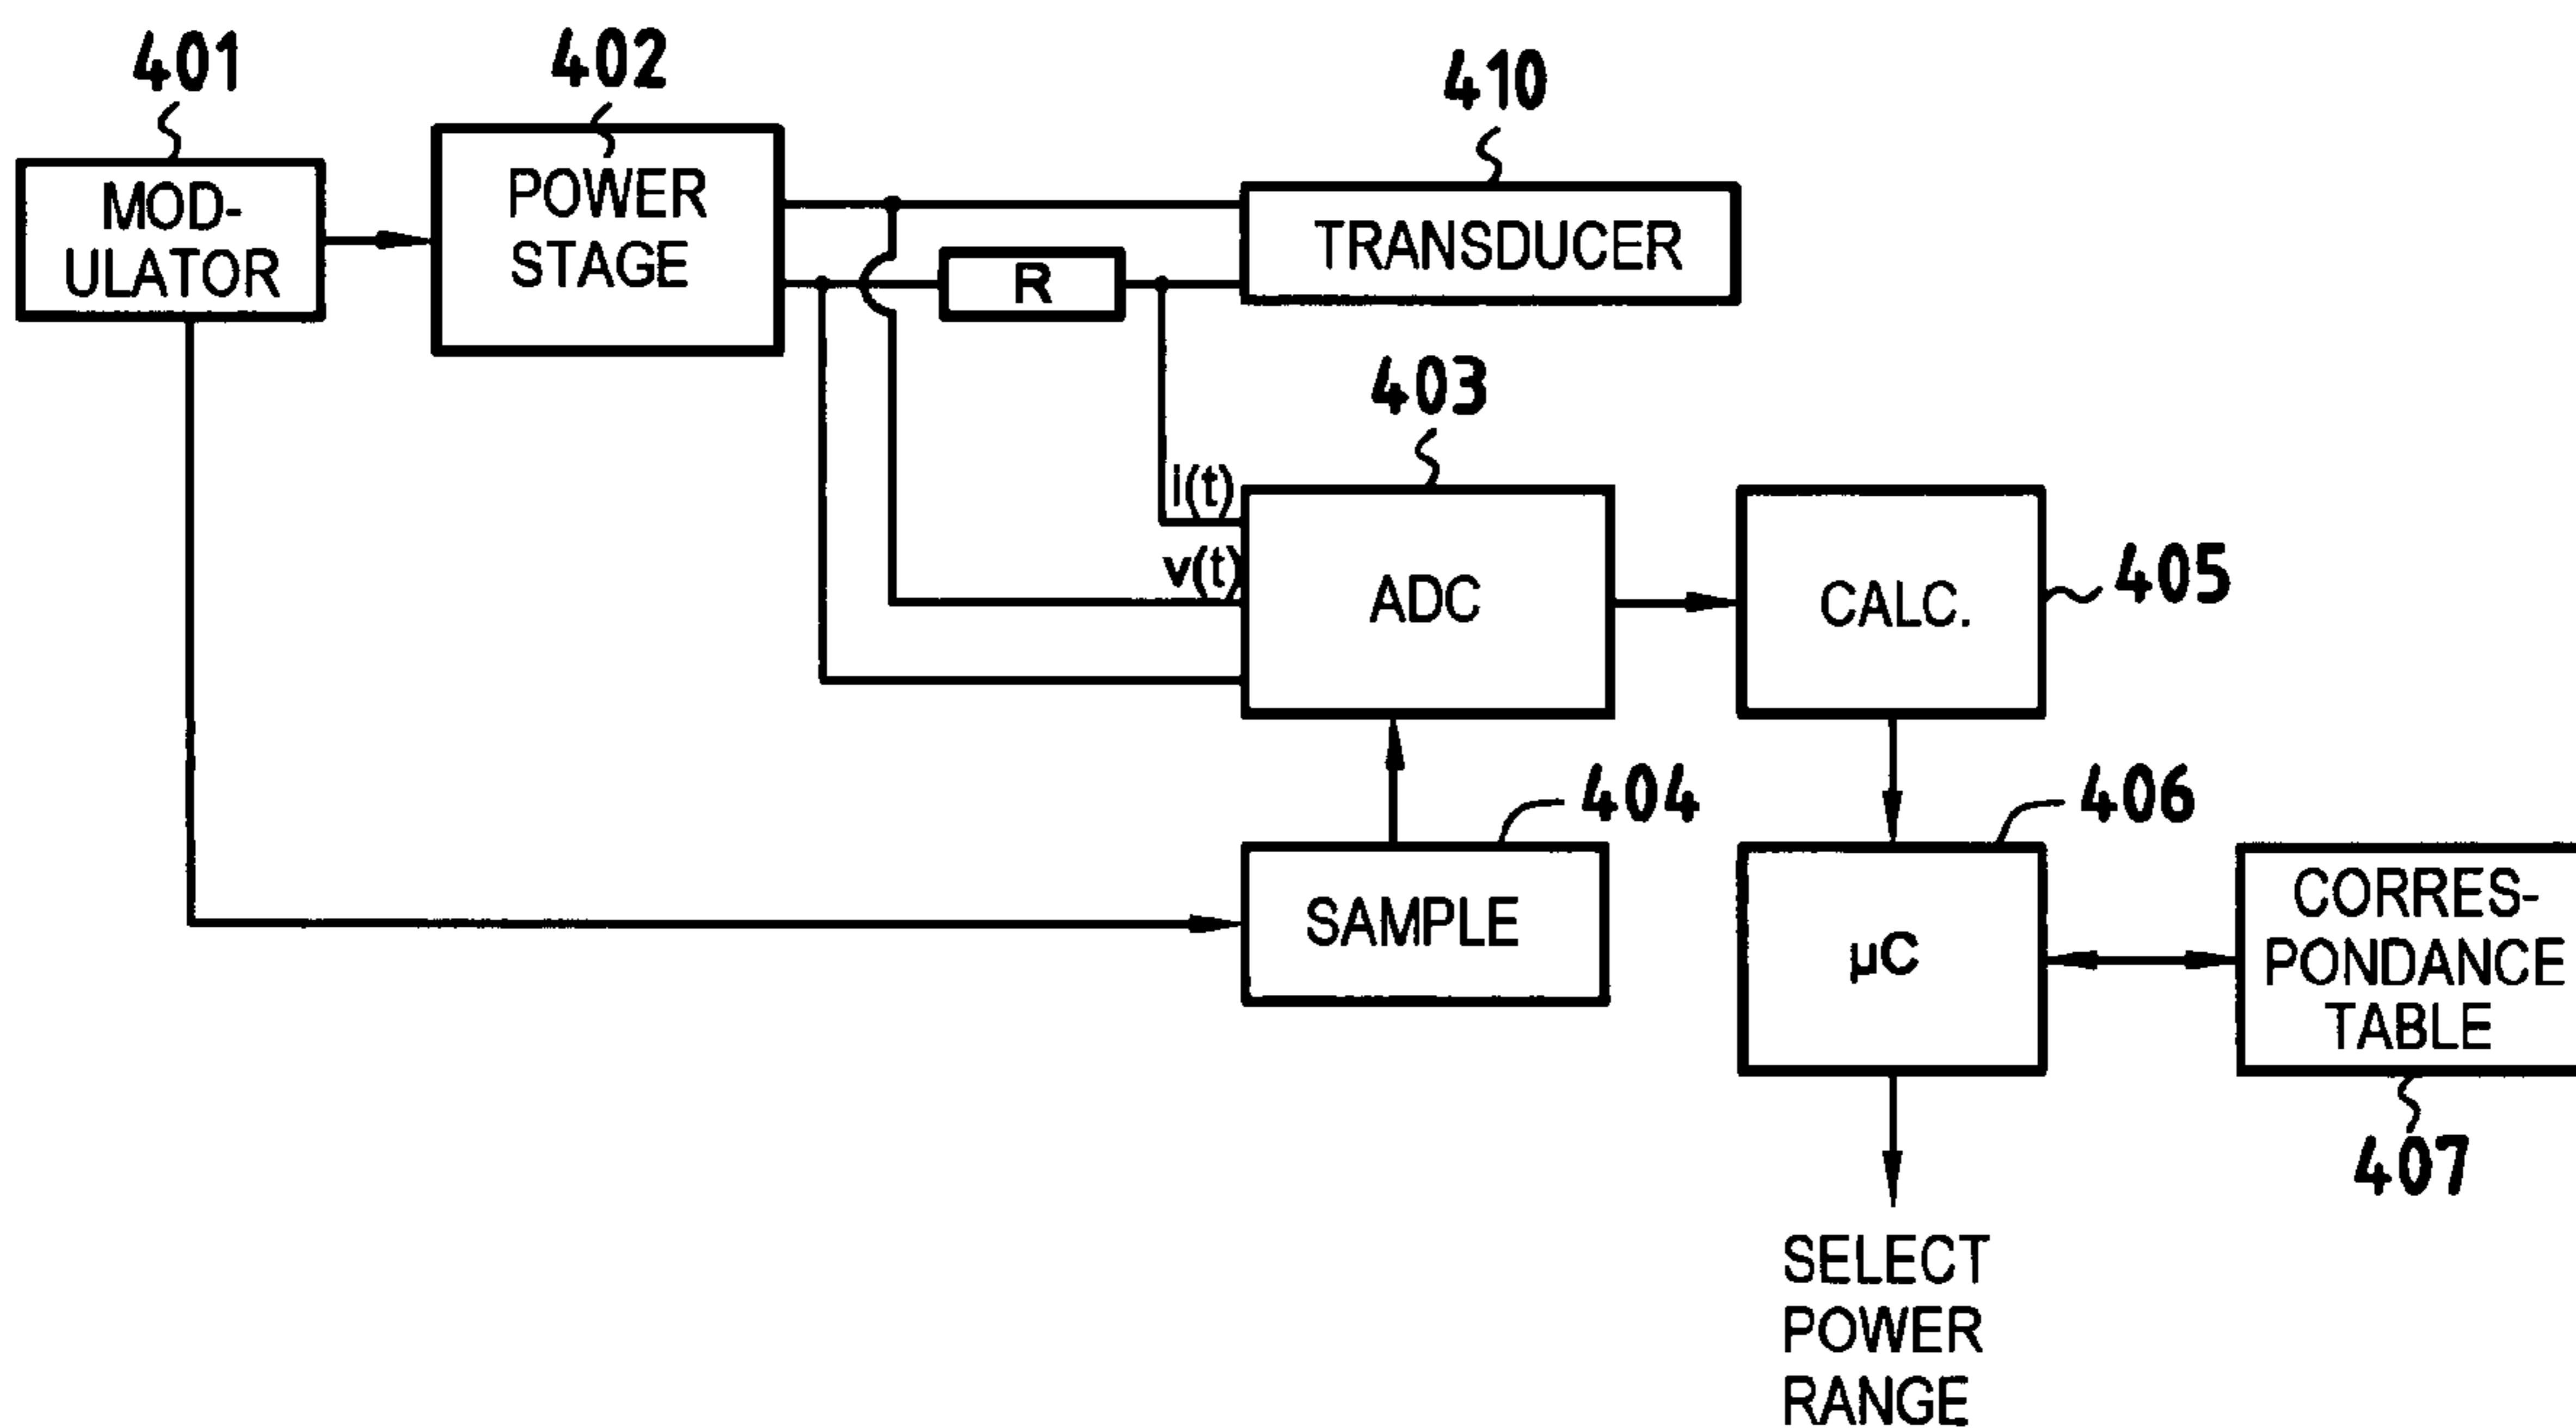 401
402
410
MOD-
ULATOR
POWER
STAGE
TRANSDUCER
R
403
i(t)
v(t)
ADC
CALC.
405
404
406
SAMPLE
µC
CORRES-
PONDANCE
TABLE
407
SELECT
POWER
RANGE